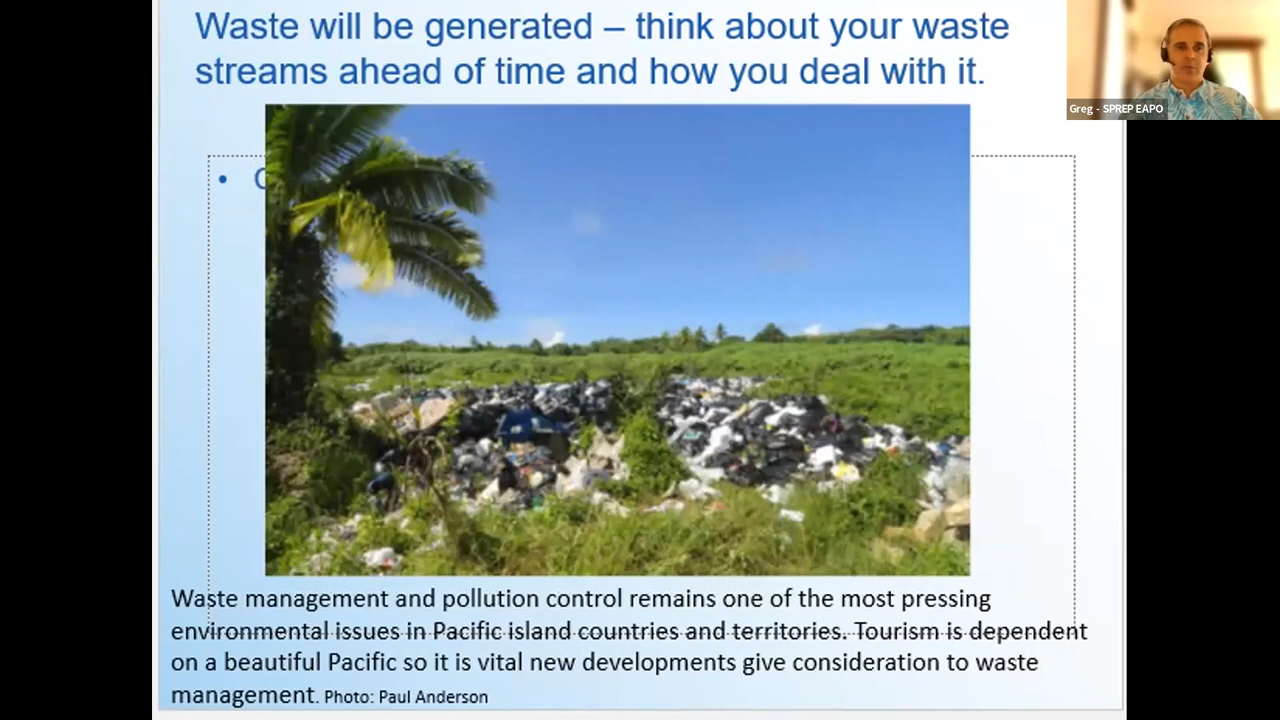 Waste will be generated – think about your waste
streams ahead of time and how you deal with it.
Greg - SPREP EAPO
Waste management and pollution control remains one of the most pressing
environmental issues in Pacific island countries and territories. Tourism is dependent
on a beautiful Pacific so it is vital new developments give consideration to waste
management. Photo: Paul Anderson